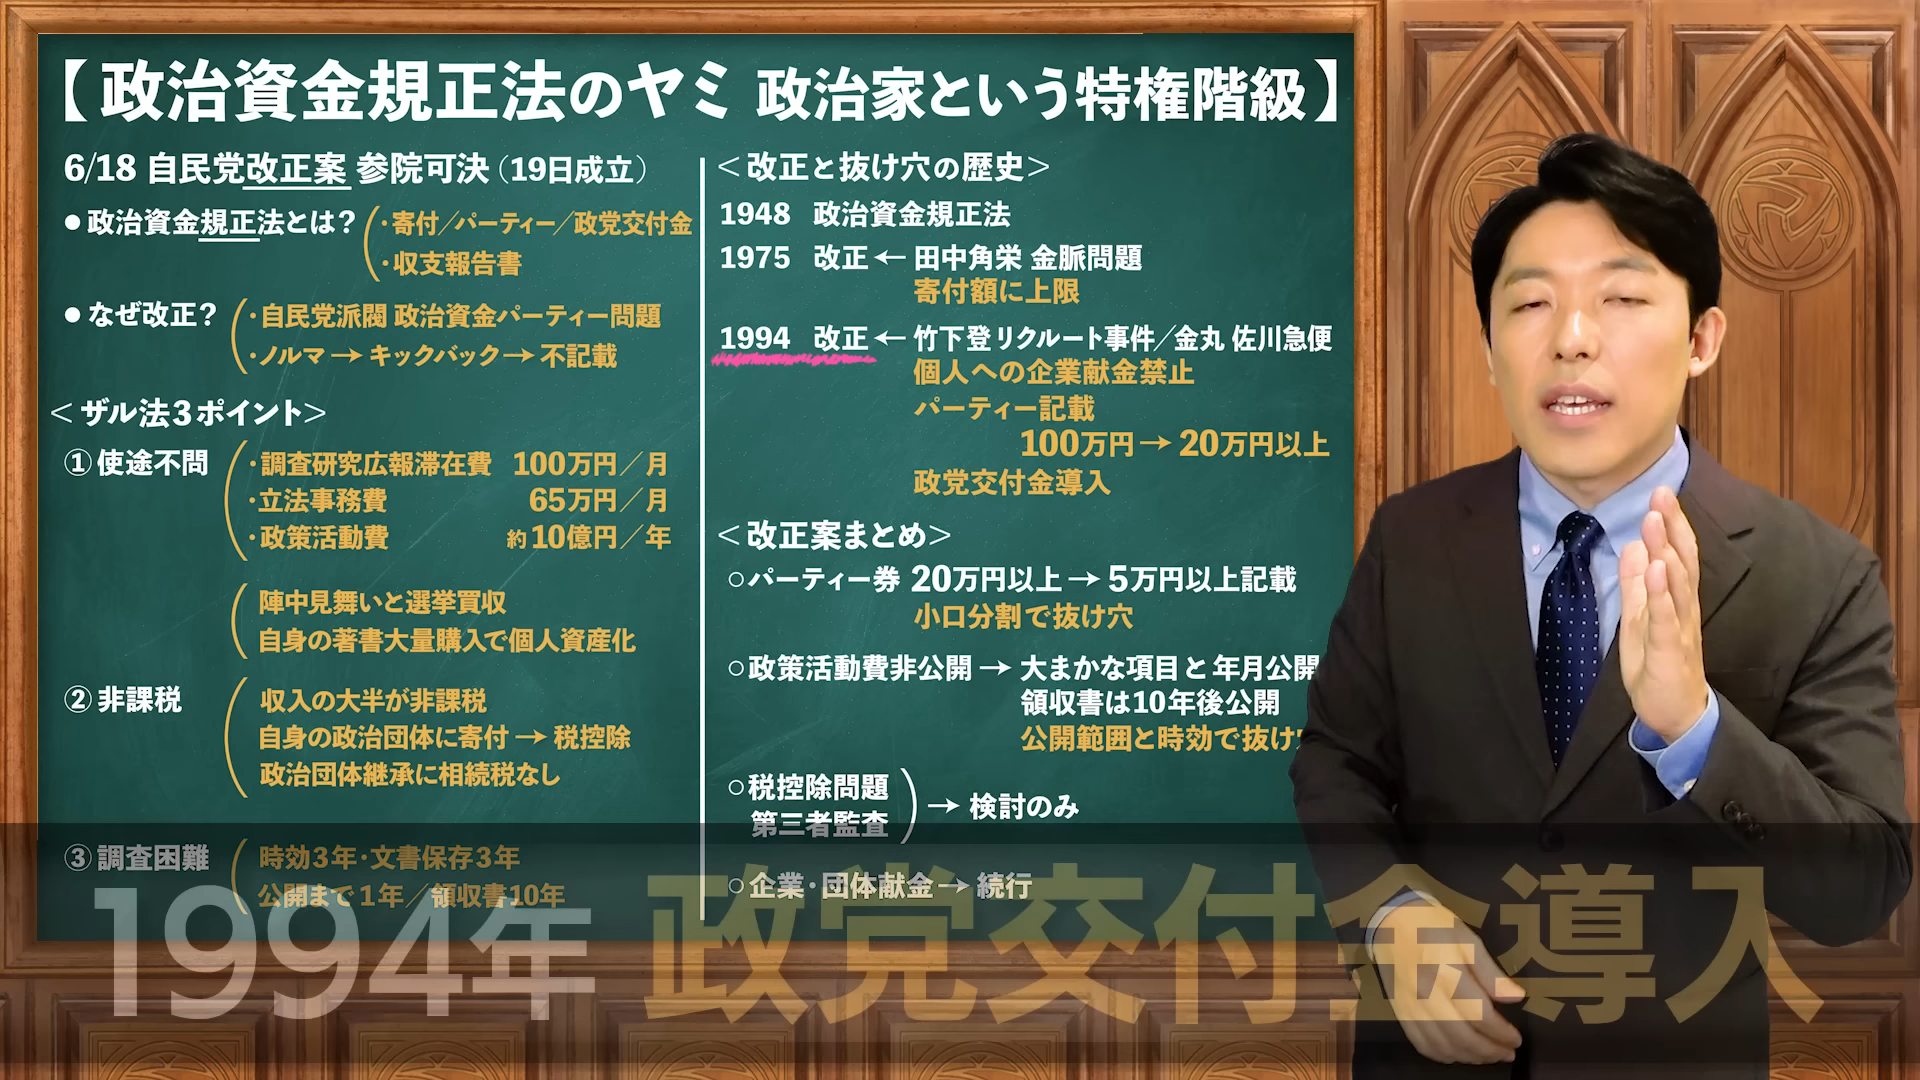 【政治資金規正法のヤミ 政治家という特権階級】
6/18 自民党改正案 参院可決（19日成立）
●政治資金規正法とは？
・寄付／パーティー／政党交付金
・収支報告書
●なぜ改正？
・自民党派閥 政治資金パーティー問題
・ノルマ→キックバック→不記載
＜ザル法3ポイント＞
①使途不問
・調査研究広報滞在費 100万円／月
・立法事務費 65万円／月
・政策活動費 約10億円／年
陣中見舞いと選挙買収
自身の著書大量購入で個人資産化
②非課税
収入の大半が非課税
自身の政治団体に寄付→税控除
政治団体継承に相続税なし
③調査困難
時効3年・文書保存3年
公開まで1年／領収書10年
＜改正と抜け穴の歴史＞
1948 政治資金規正法
1975 改正←田中角栄 金脈問題
寄付額に上限
1994 改正←竹下登リクルート事件／金丸 佐川急便
個人への企業献金禁止
パーティー記載
100万円→20万円以上
政党交付金導入
＜改正案まとめ＞
○パーティー券 20万円以上→5万円以上記載
小口分割で抜け穴
○政策活動費非公開→大まかな項目と年月公開
領収書は10年後公開
公開範囲と時効で抜け
○税控除問題
第三者監査
→検討のみ
○企業・団体献金→続行
1994年 政党交付金導入